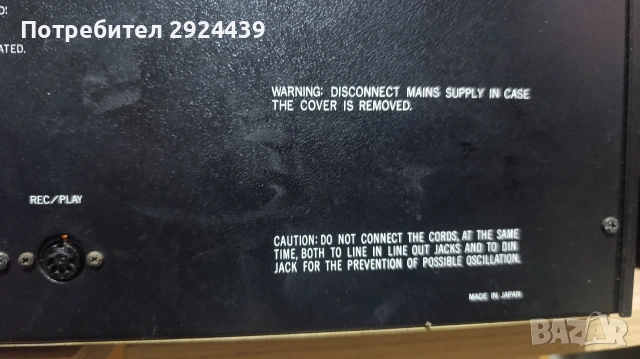 Потребител 2924439
ATED.
WARNING: DISCONNECT MAINS SUPPLY IN CASE
THE COVER IS REMOVED.
REC/PLAY
CAUTION: DO NOT CONNECT THE CORDS, AT THE SAME
TIME, BOTH TO LINE IN LINE OUT JACKS AND TO DIN
JACK FOR THE PREVENTION OF POSSIBLE OSCILLATION.
MADE IN JAPAN
BAZAR